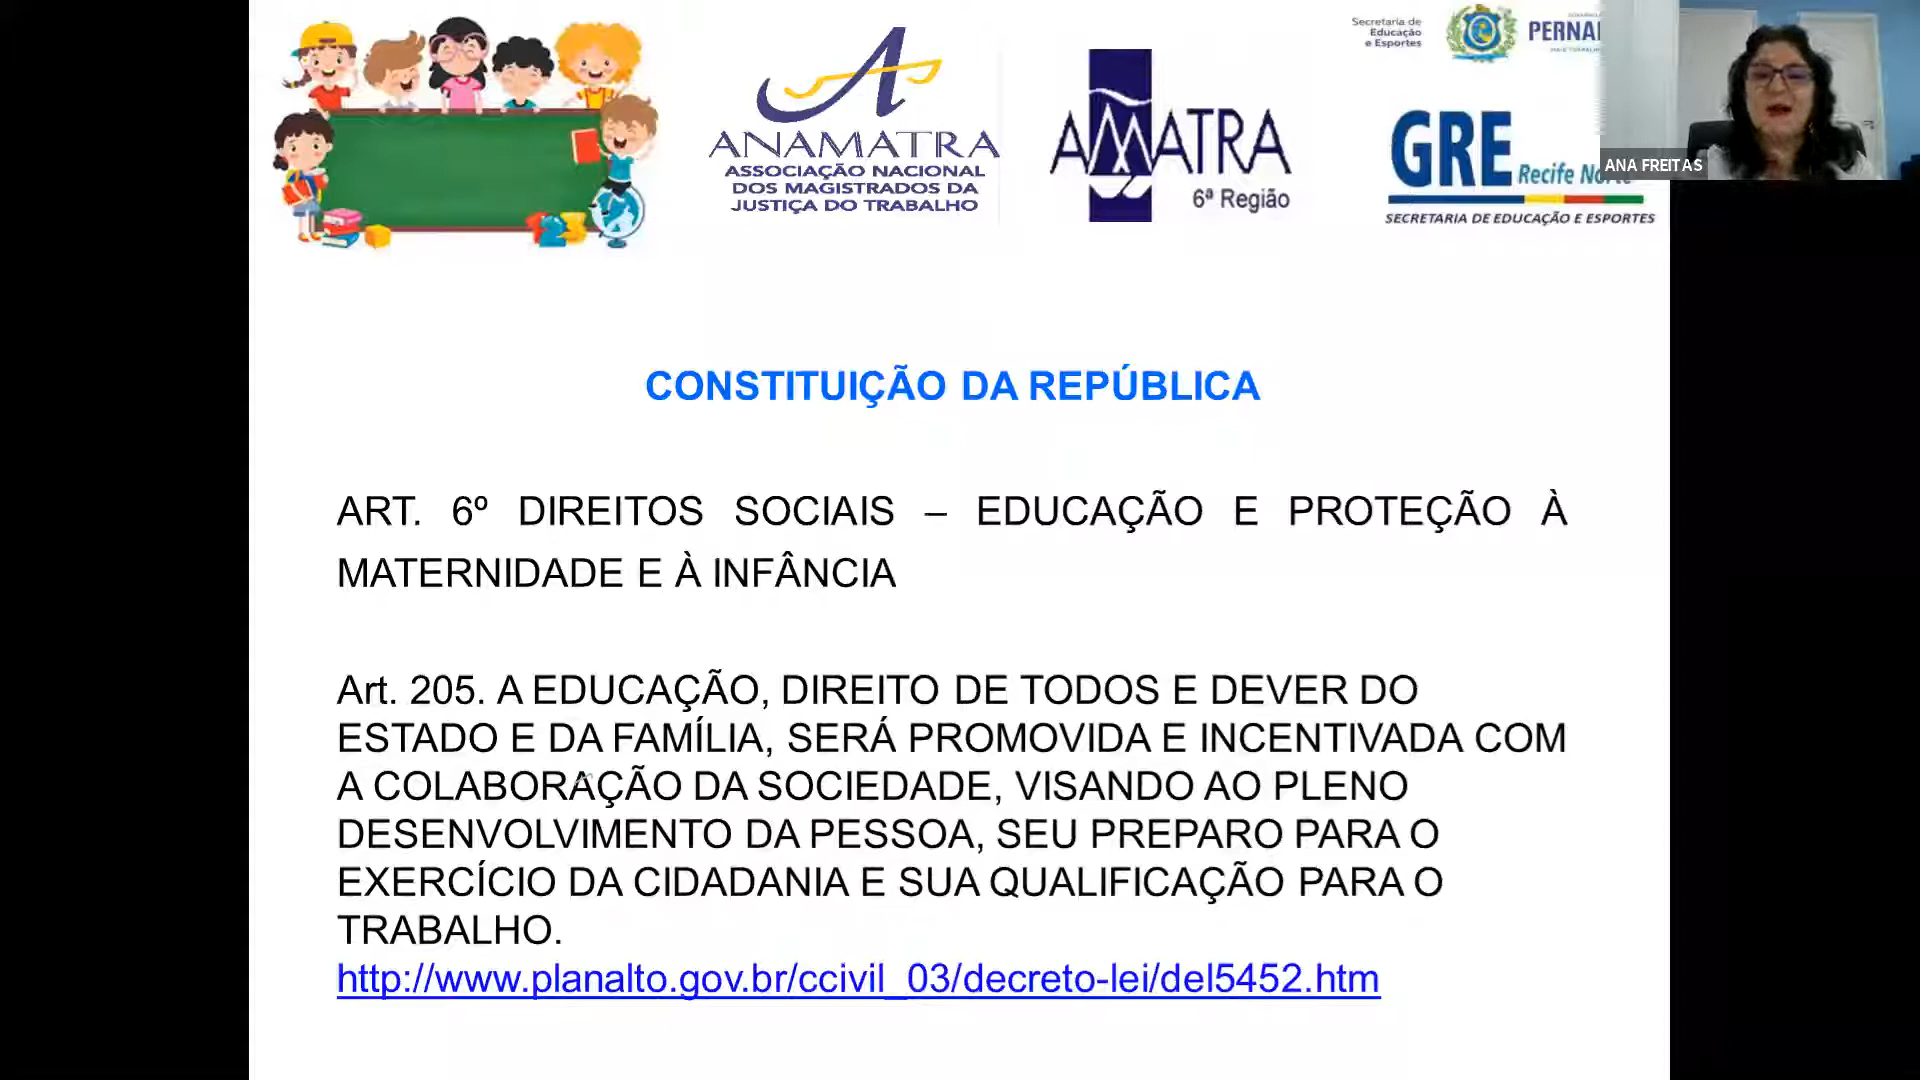 Secretaria de
Educação
e Esportes
ANAMATRA
ASSOCIAÇÃO NACIONAL
DOS MAGISTRADOS DA
JUSTIÇA DO TRABALHO
AMATRA
6ª Região
GRE Recife
SECRETARIA DE EDUCAÇÃO E ESPORTES
123
ANA FREITAS
CONSTITUIÇÃO DA REPÚBLICA
ART. 6º DIREITOS SOCIAIS – EDUCAÇÃO E PROTEÇÃO À
MATERNIDADE E À INFÂNCIA
Art. 205. A EDUCAÇÃO, DIREITO DE TODOS E DEVER DO
ESTADO E DA FAMÍLIA, SERÁ PROMOVIDA E INCENTIVADA COM
A COLABORAÇÃO DA SOCIEDADE, VISANDO AO PLENO
DESENVOLVIMENTO DA PESSOA, SEU PREPARO PARA O
EXERCÍCIO DA CIDADANIA E SUA QUALIFICAÇÃO PARA O
TRABALHO.
http://www.planalto.gov.br/ccivil_03/decreto-lei/del5452.htm